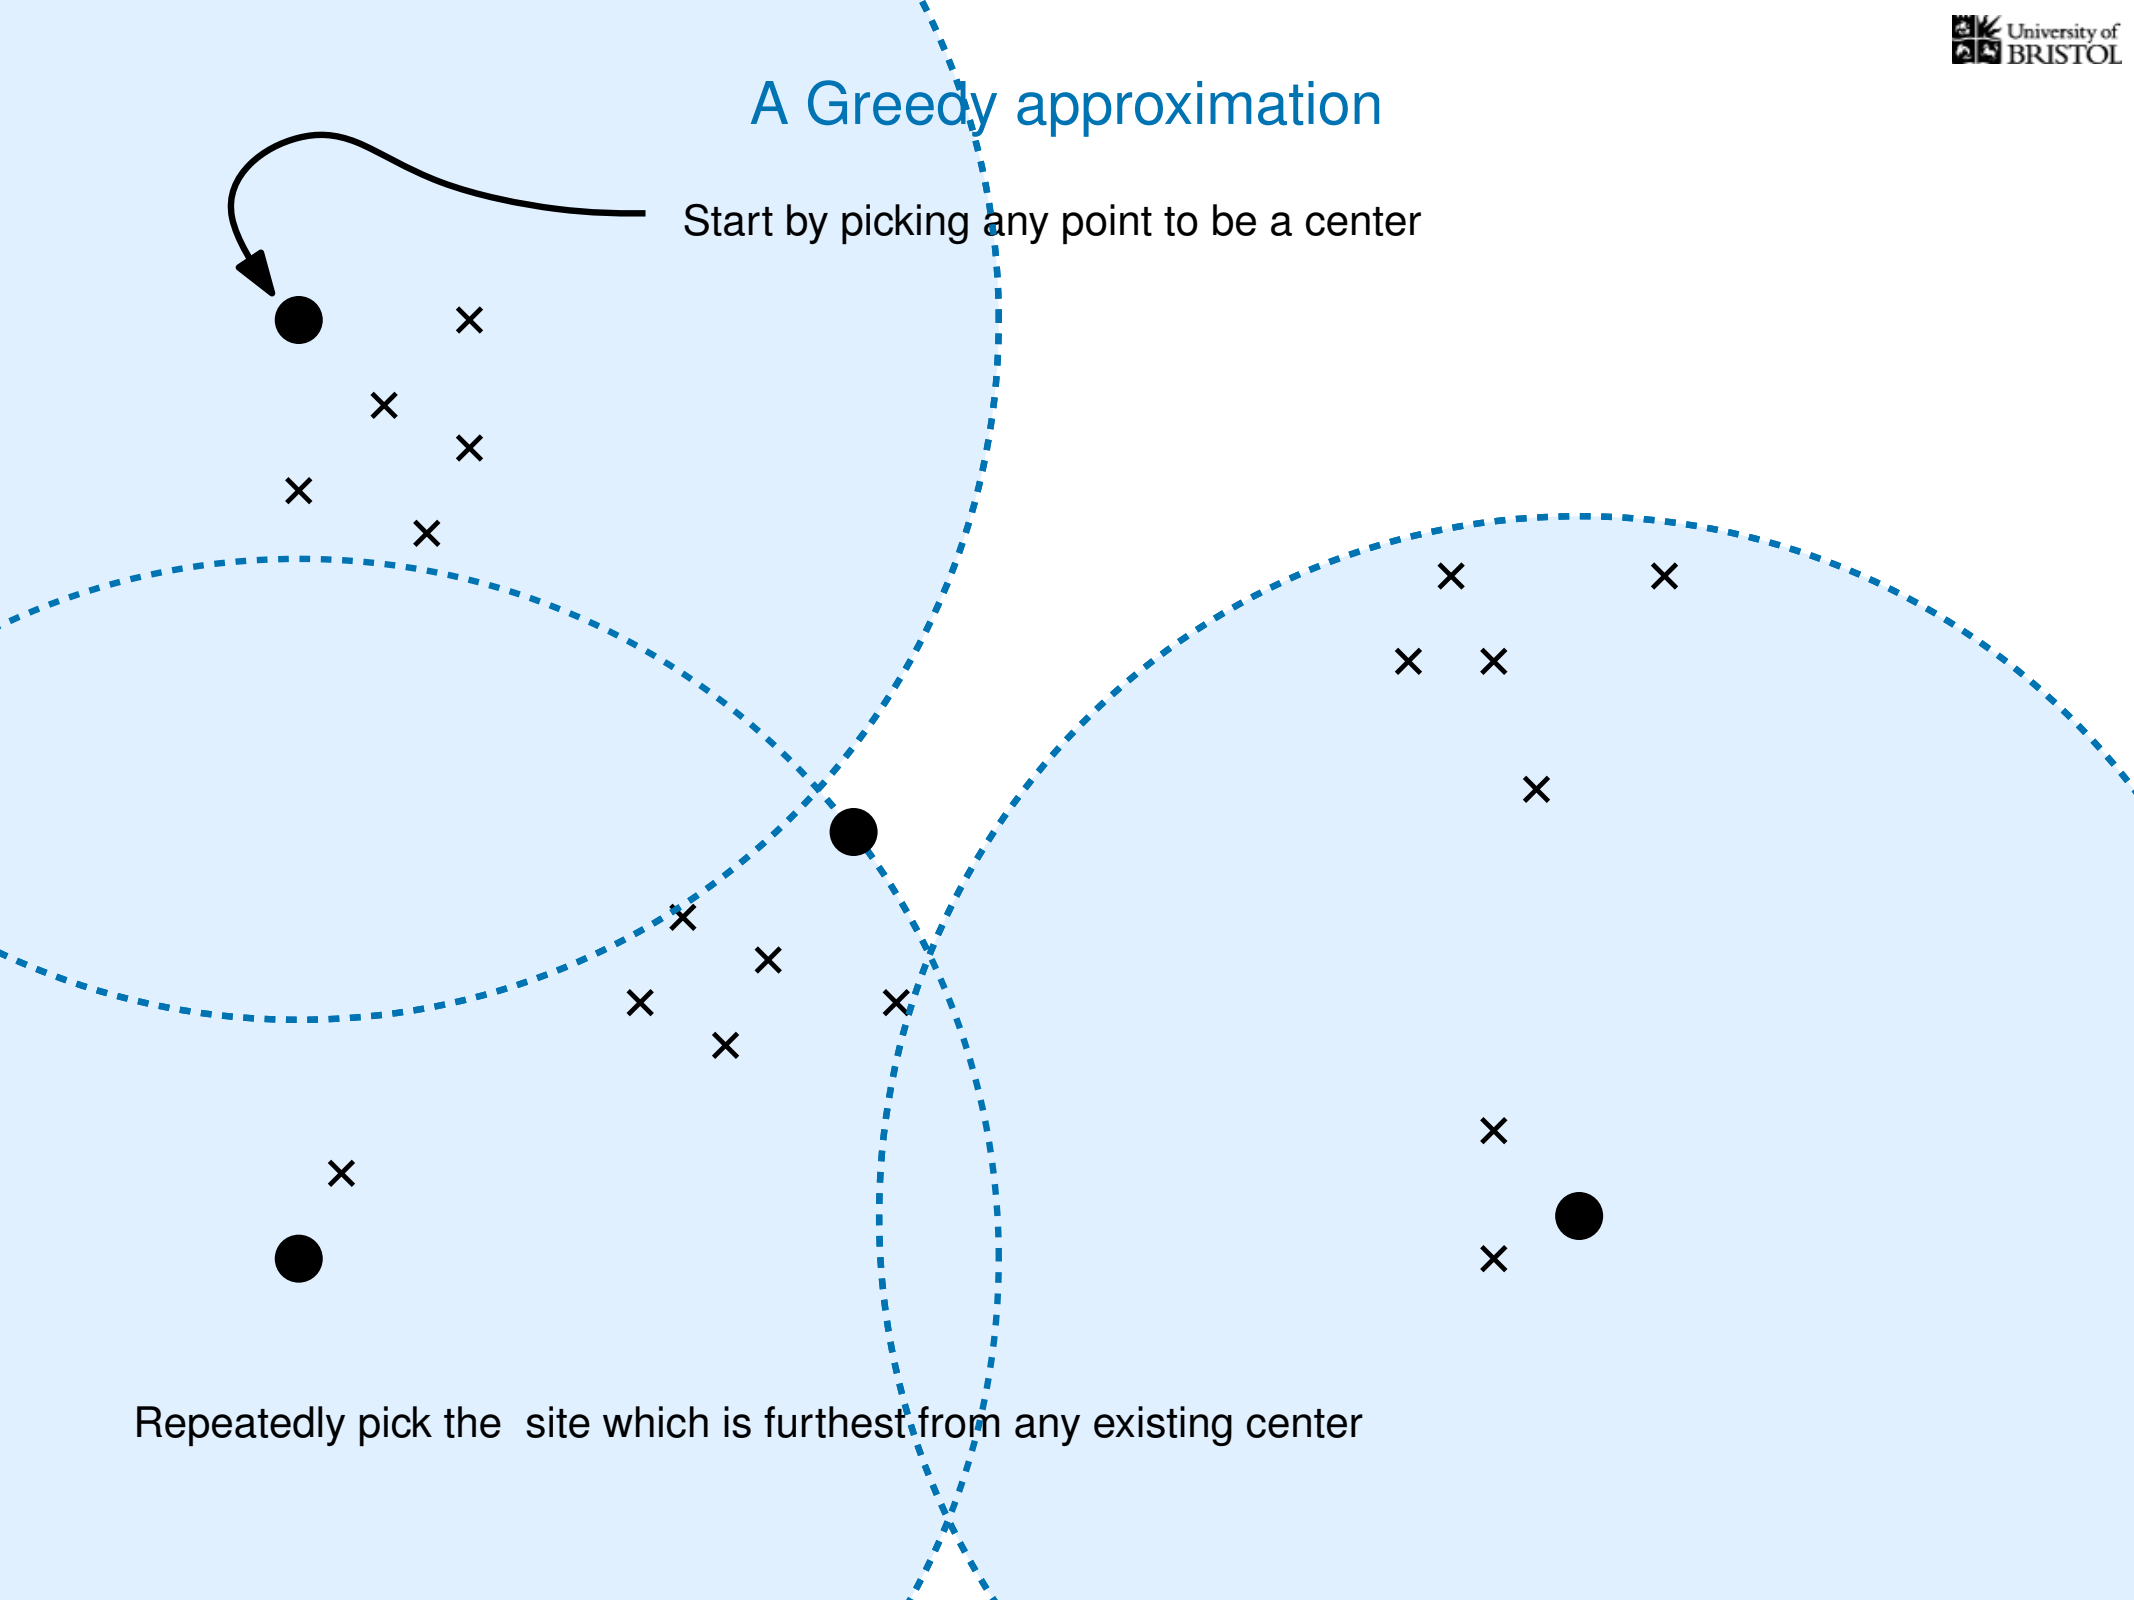 University of
BRISTOL
A Greedy approximation
Start by picking any point to be a center
Repeatedly pick the site which is furthest from any existing center